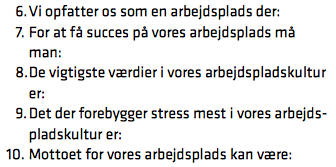 6. Vi opfatter os som en arbejdsplads der:
7. For at få succes på vores arbejdsplads må
man:
8. De vigtigste værdier i vores arbejdspladskultur
er:
9. Det der forebygger stress mest i vores arbejds-
pladskultur er:
10. Mottoet for vores arbejdsplads kan være: